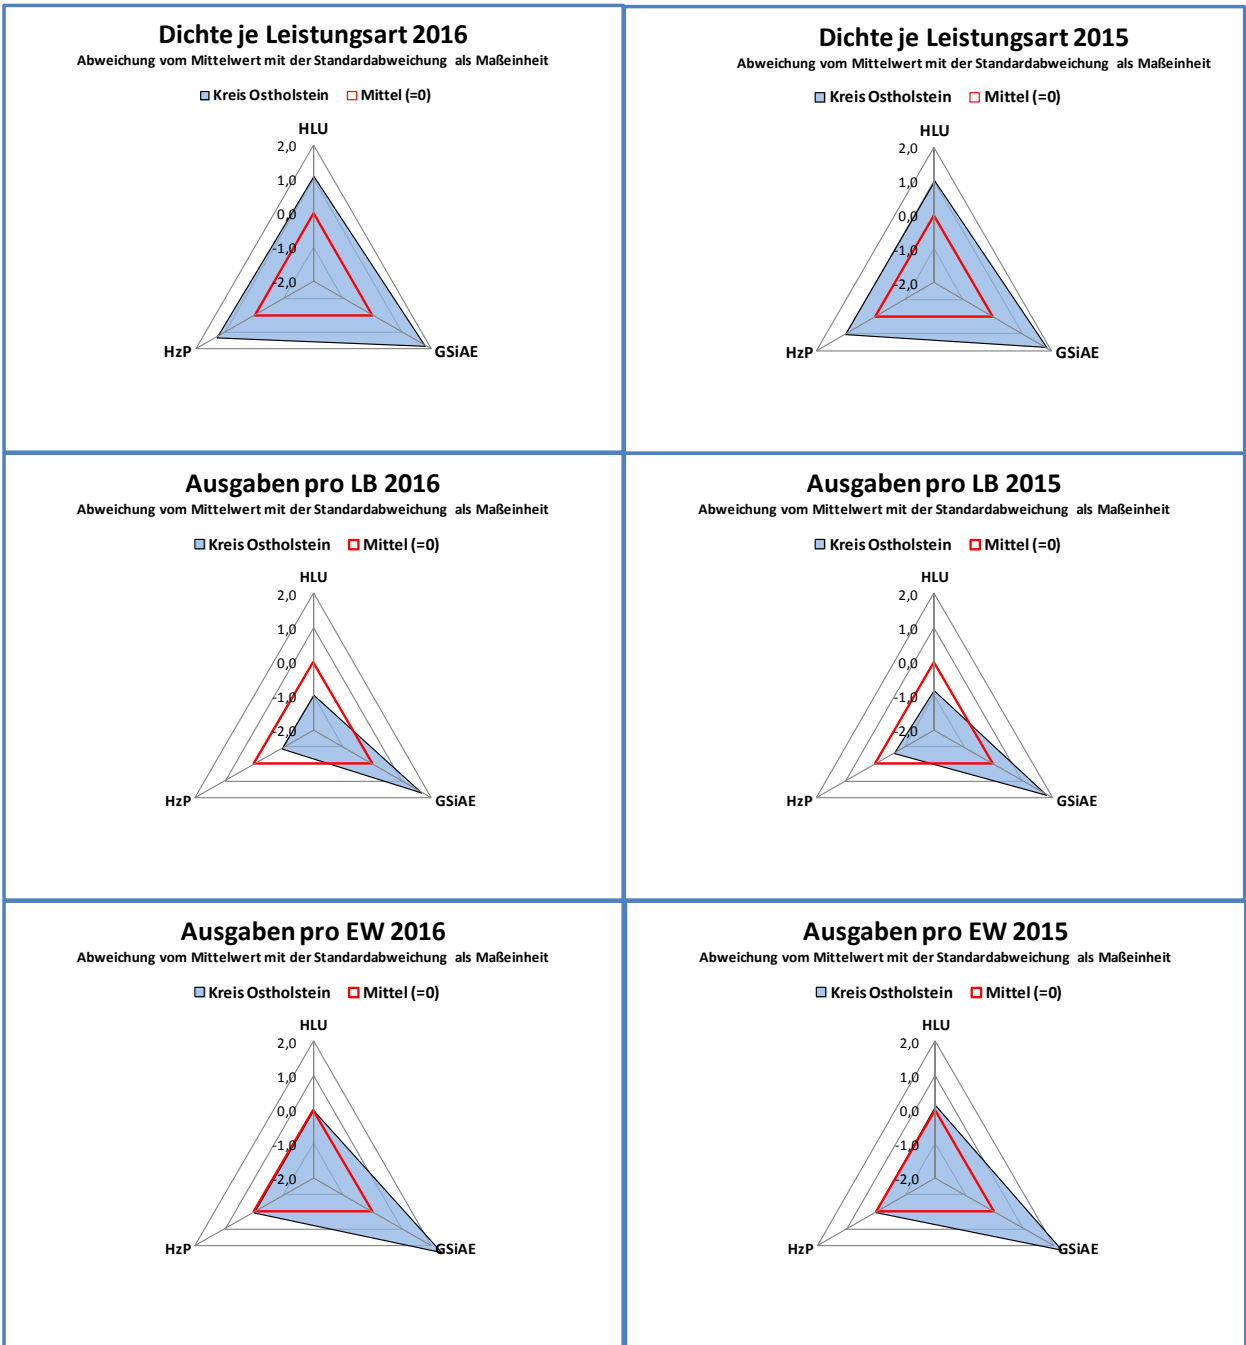 Dichte je Leistungsart 2016
Abweichung vom Mittelwert mit der Standardabweichung als Maßeinheit
Kreis Ostholstein Mittel (=0)
HLU
2,0
1,0
0,0
-1,0
-2,0
HzP
GSiAE
Dichte je Leistungsart 2015
Abweichung vom Mittelwert mit der Standardabweichung als Maßeinheit
Kreis Ostholstein Mittel (=0)
HLU
2,0
1,0
0,0
-1,0
-2,0
HzP
GSiAE
Ausgaben pro LB 2016
Abweichung vom Mittelwert mit der Standardabweichung als Maßeinheit
Kreis Ostholstein Mittel (=0)
HLU
2,0
1,0
0,0
-1,0
-2,0
HzP
GSiAE
Ausgaben pro LB 2015
Abweichung vom Mittelwert mit der Standardabweichung als Maßeinheit
Kreis Ostholstein Mittel (=0)
HLU
2,0
1,0
0,0
-1,0
-2,0
HzP
GSiAE
Ausgaben pro EW 2016
Abweichung vom Mittelwert mit der Standardabweichung als Maßeinheit
Kreis Ostholstein Mittel (=0)
HLU
2,0
1,0
0,0
-1,0
-2,0
HzP
GSiAE
Ausgaben pro EW 2015
Abweichung vom Mittelwert mit der Standardabweichung als Maßeinheit
Kreis Ostholstein Mittel (=0)
HLU
2,0
1,0
0,0
-1,0
-2,0
HzP
GSiAE